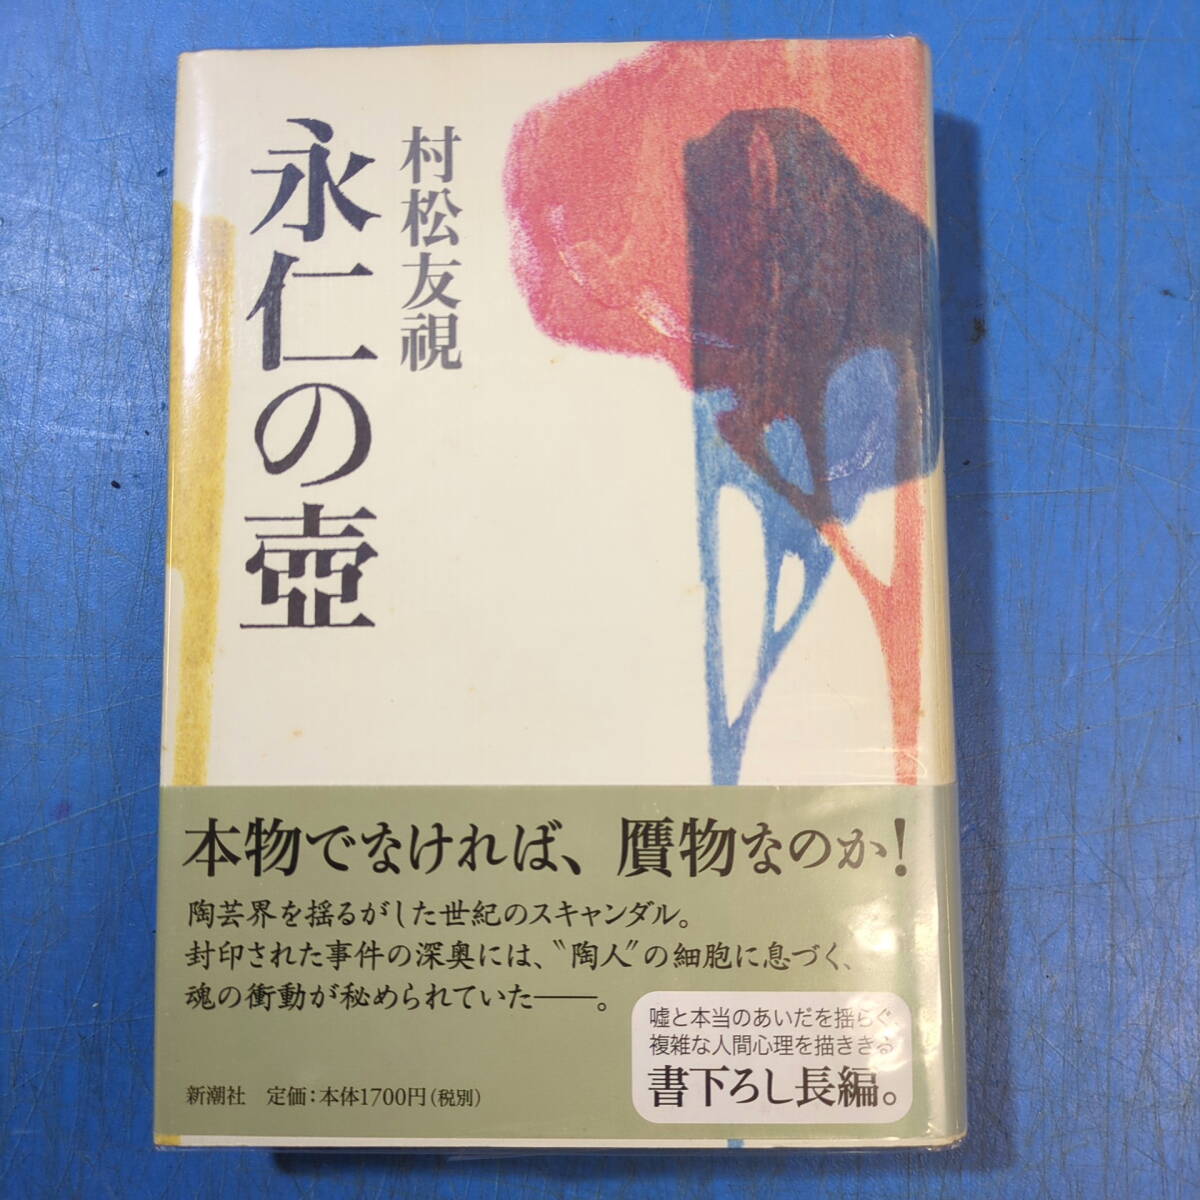 村松友視
永仁の壺
本物でなければ、贋物なのか!
陶芸界を揺るがした世紀のスキャンダル。
封印された事件の深奥には、〝陶人〟の細胞に息づく、
魂の衝動が秘められていた――。
嘘と本当のあいだを揺らぐ、
複雑な人間心理を描ききる
書下ろし長編。
新潮社 定価:本体1700円(税別)